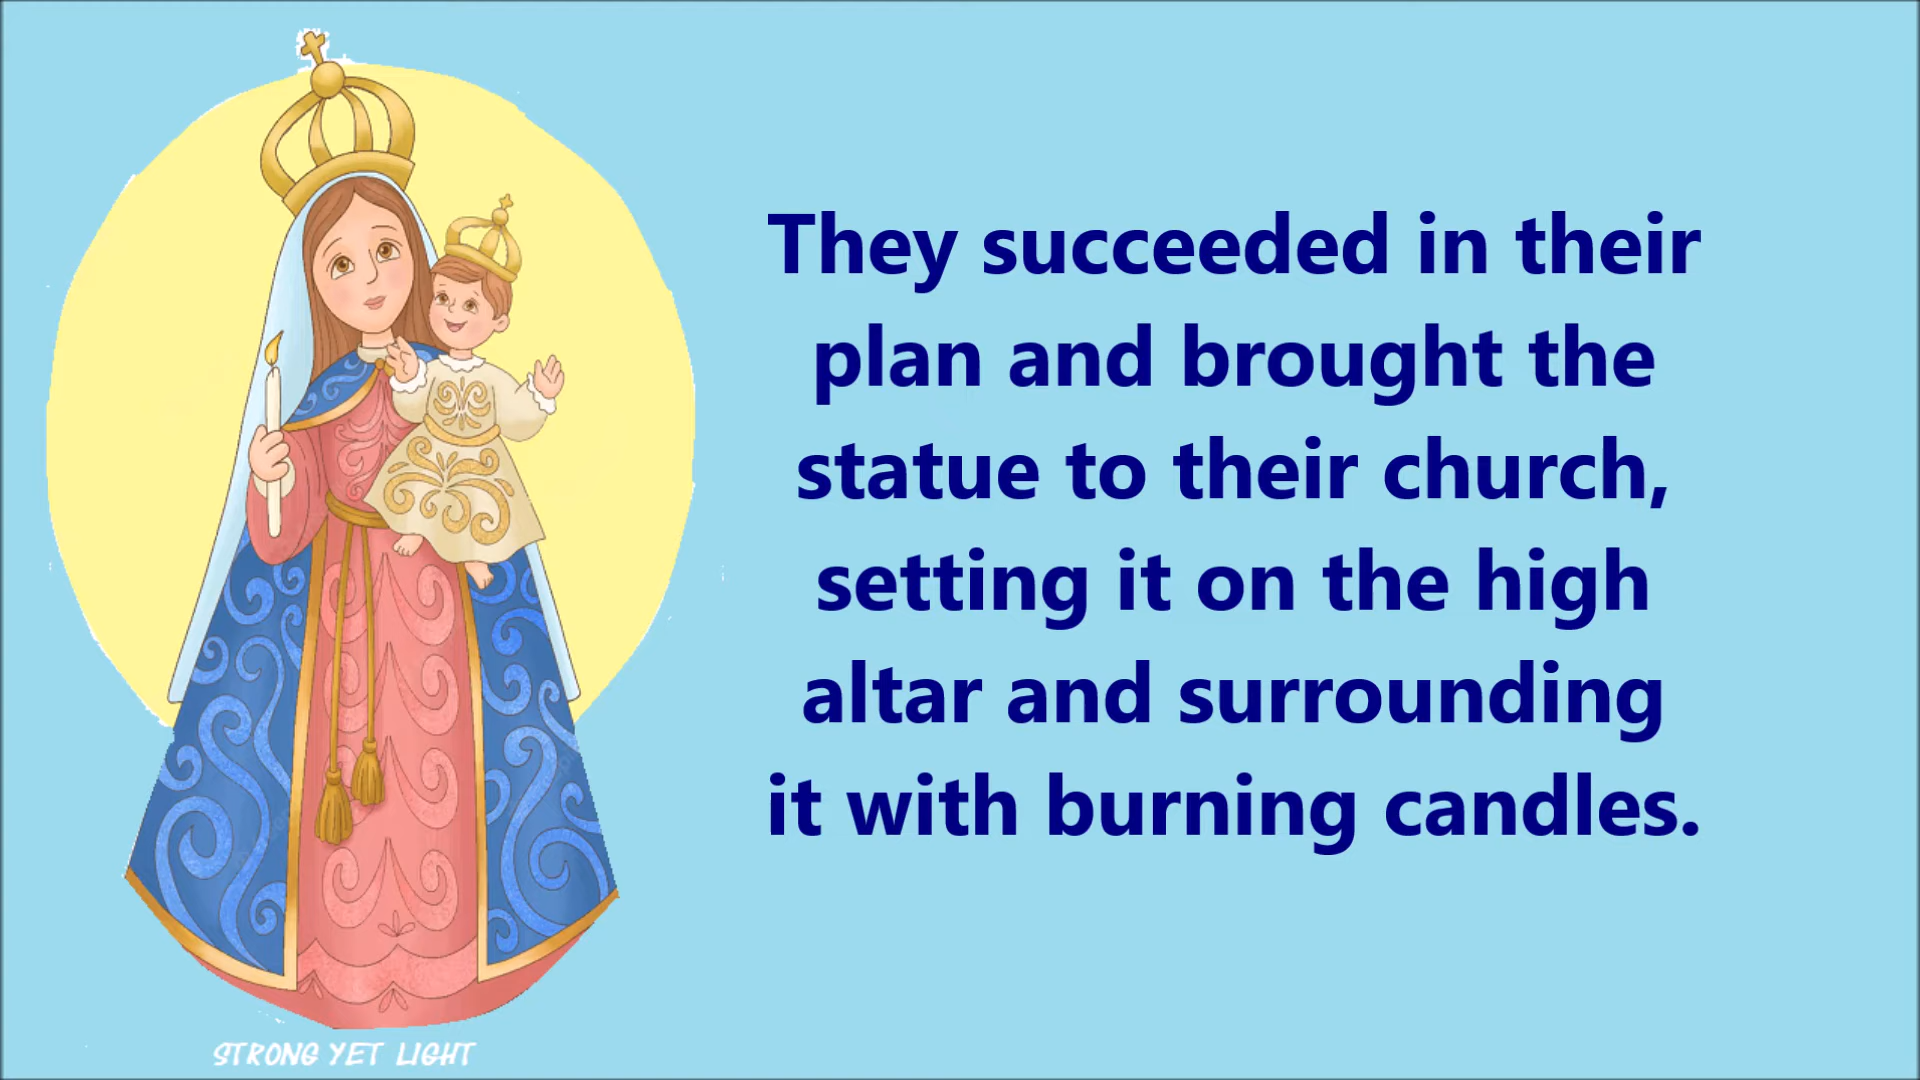 They succeeded in their
plan and brought the
statue to their church,
setting it on the high
altar and surrounding
it with burning candles.
STRONG YET LIGHT